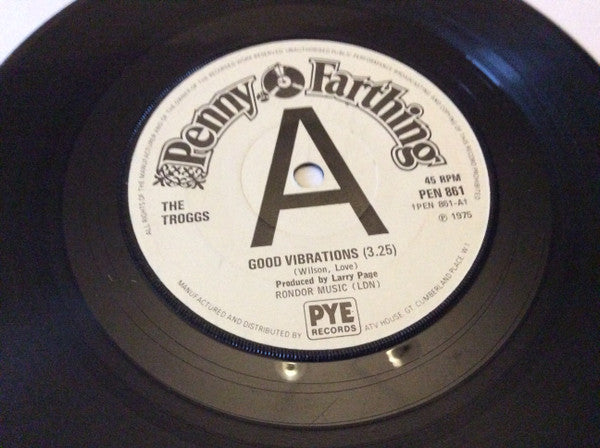 ALL RIGHTS OF THE MANUFACTURER AND OF THE OWNER OF THE RECORDED WORK RESERVED. UNAUTHORISED PUBLIC PERFORMANCE, BROADCASTING AND COPYING OF THIS RECORD PROHIBITED
Penny Farthing
A
THE
TROGGS
45 RPM
PEN 861
1PEN 861-A1
℗ 1975
GOOD VIBRATIONS (3.25)
(Wilson, Love)
Produced by Larry Page
RONDOR MUSIC (LDN)
PYE
RECORDS
MANUFACTURED AND DISTRIBUTED BY ATV HOUSE, GT. CUMBERLAND PLACE, W.1